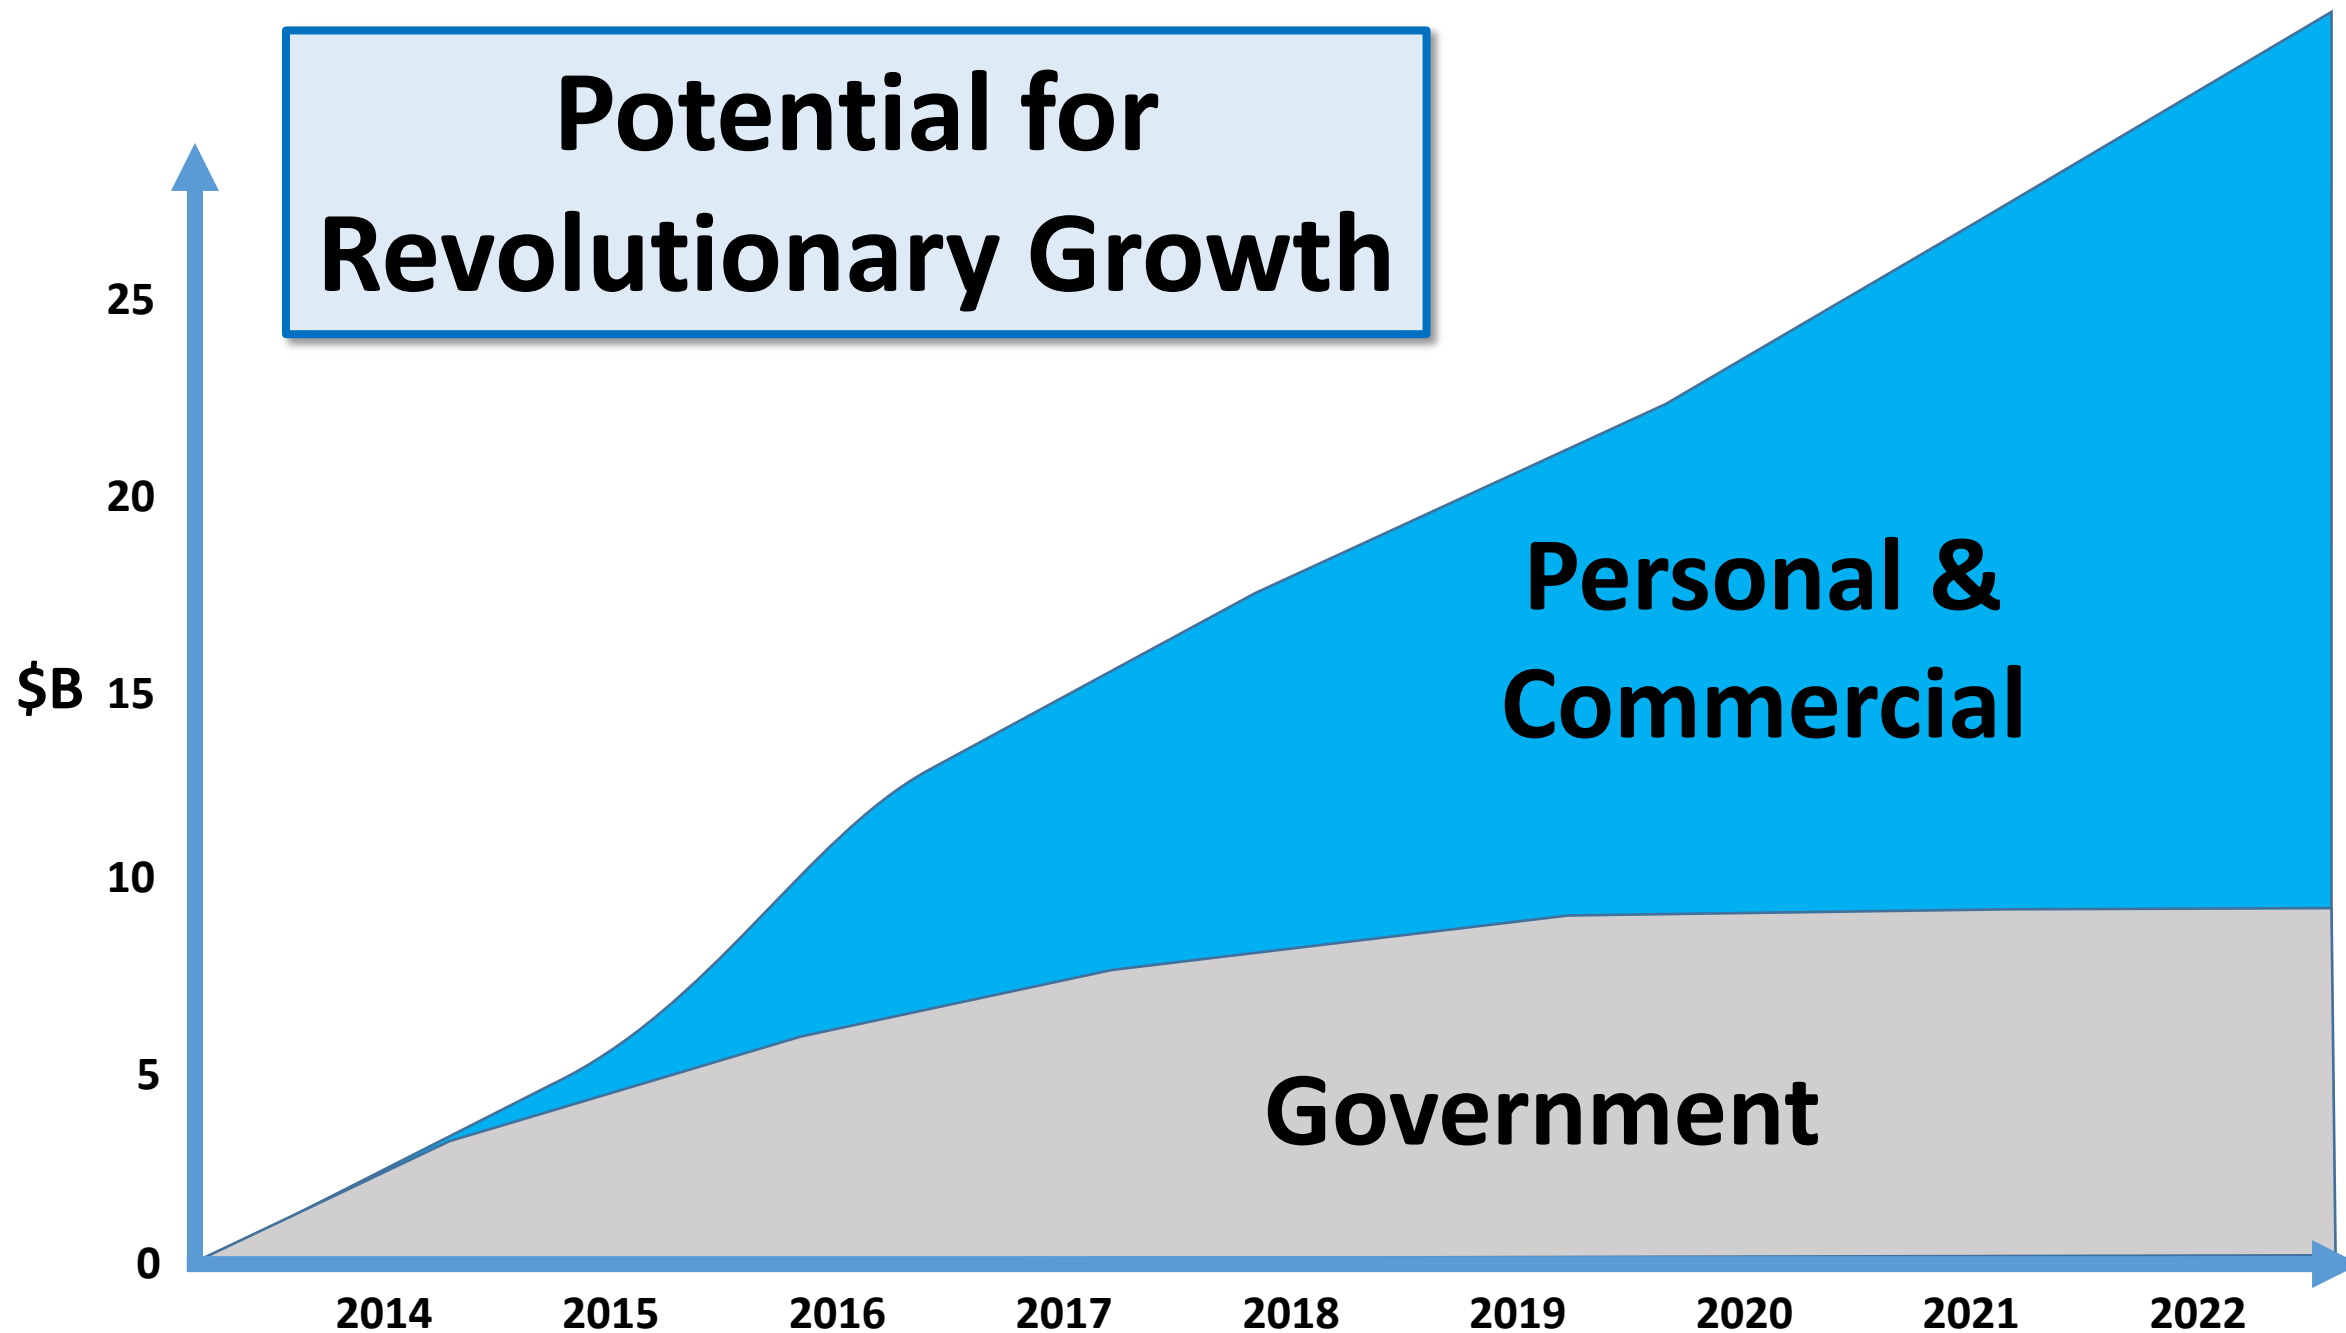 Potential for
Revolutionary Growth
25
20
$B 15
10
5
0
Personal &
Commercial
Government
2014 2015 2016 2017 2018 2019 2020 2021 2022